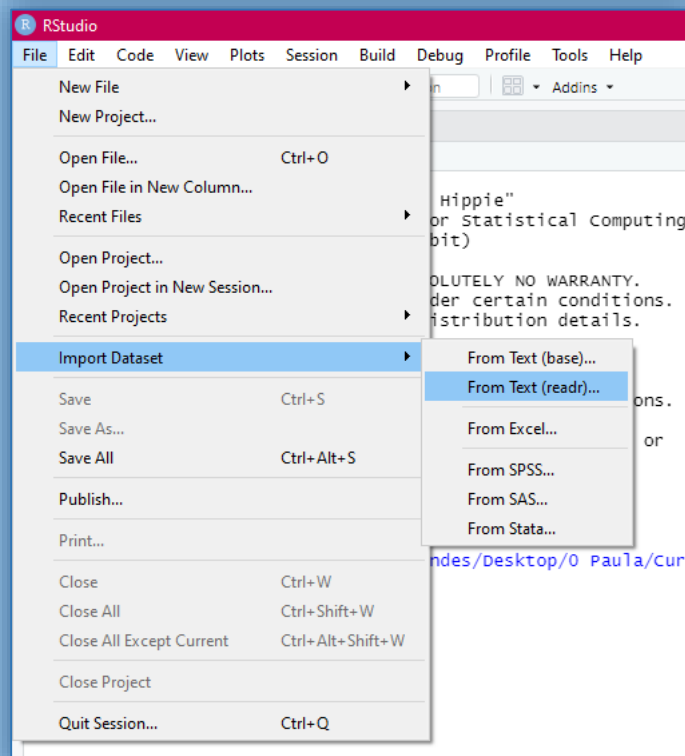 RStudio
File Edit Code View Plots Session Build Debug Profile Tools Help
Addins
New File
New Project...
Open File... Ctrl+O
Open File in New Column...
Recent Files
Open Project...
Open Project in New Session...
Recent Projects
Import Dataset
Save Ctrl+S
Save As...
Save All Ctrl+Alt+S
Publish...
Print...
Close Ctrl+W
Close All Ctrl+Shift+W
Close All Except Current Ctrl+Alt+Shift+W
Close Project
Quit Session... Ctrl+Q
From Text (base)...
From Text (readr)...
From Excel...
From SPSS...
From SAS...
From Stata...
Hippie"
or Statistical Computing
bit)
OLUTELY NO WARRANTY.
der certain conditions.
istribution details.
ons.
or
ndes/Desktop/0 Paula/Cur